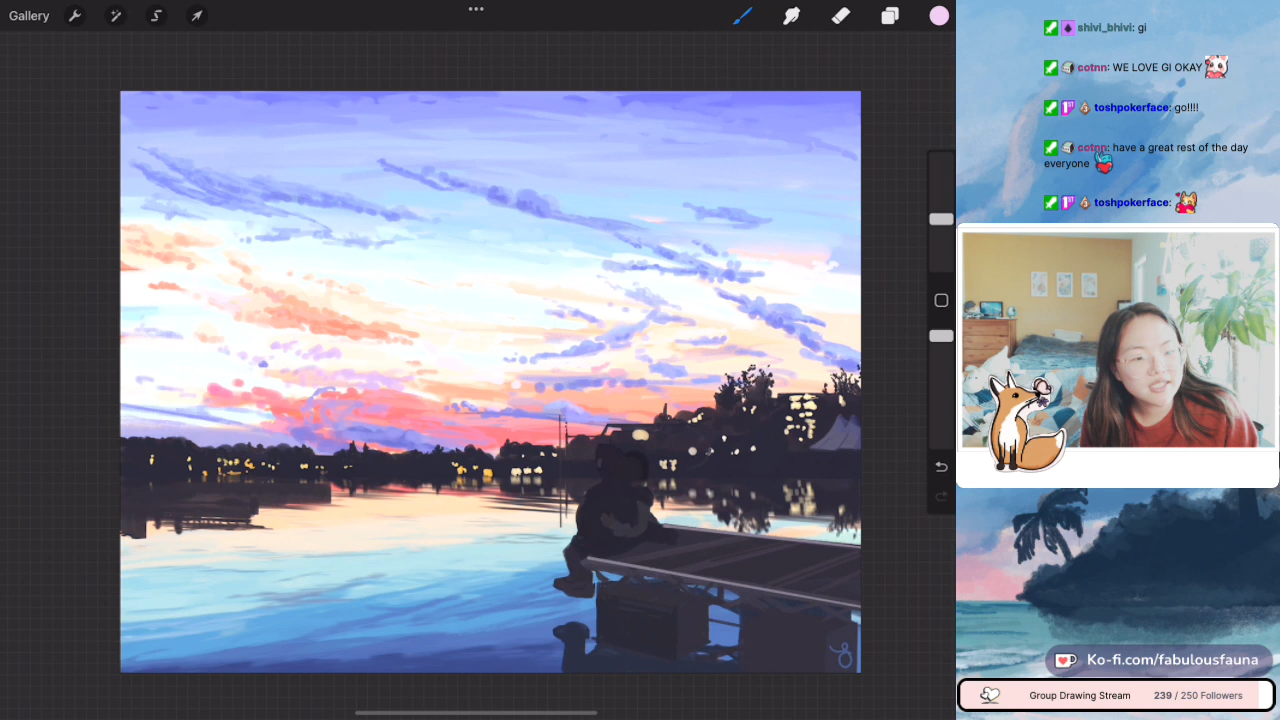 Gallery
shivi_bhivi: gi
cotnn: WE LOVE GI OKAY
toshpokerface: go!!!!
cotnn: have a great rest of the day
everyone
toshpokerface:
Ko-fi.com/fabulousfauna
Group Drawing Stream 239 / 250 Followers